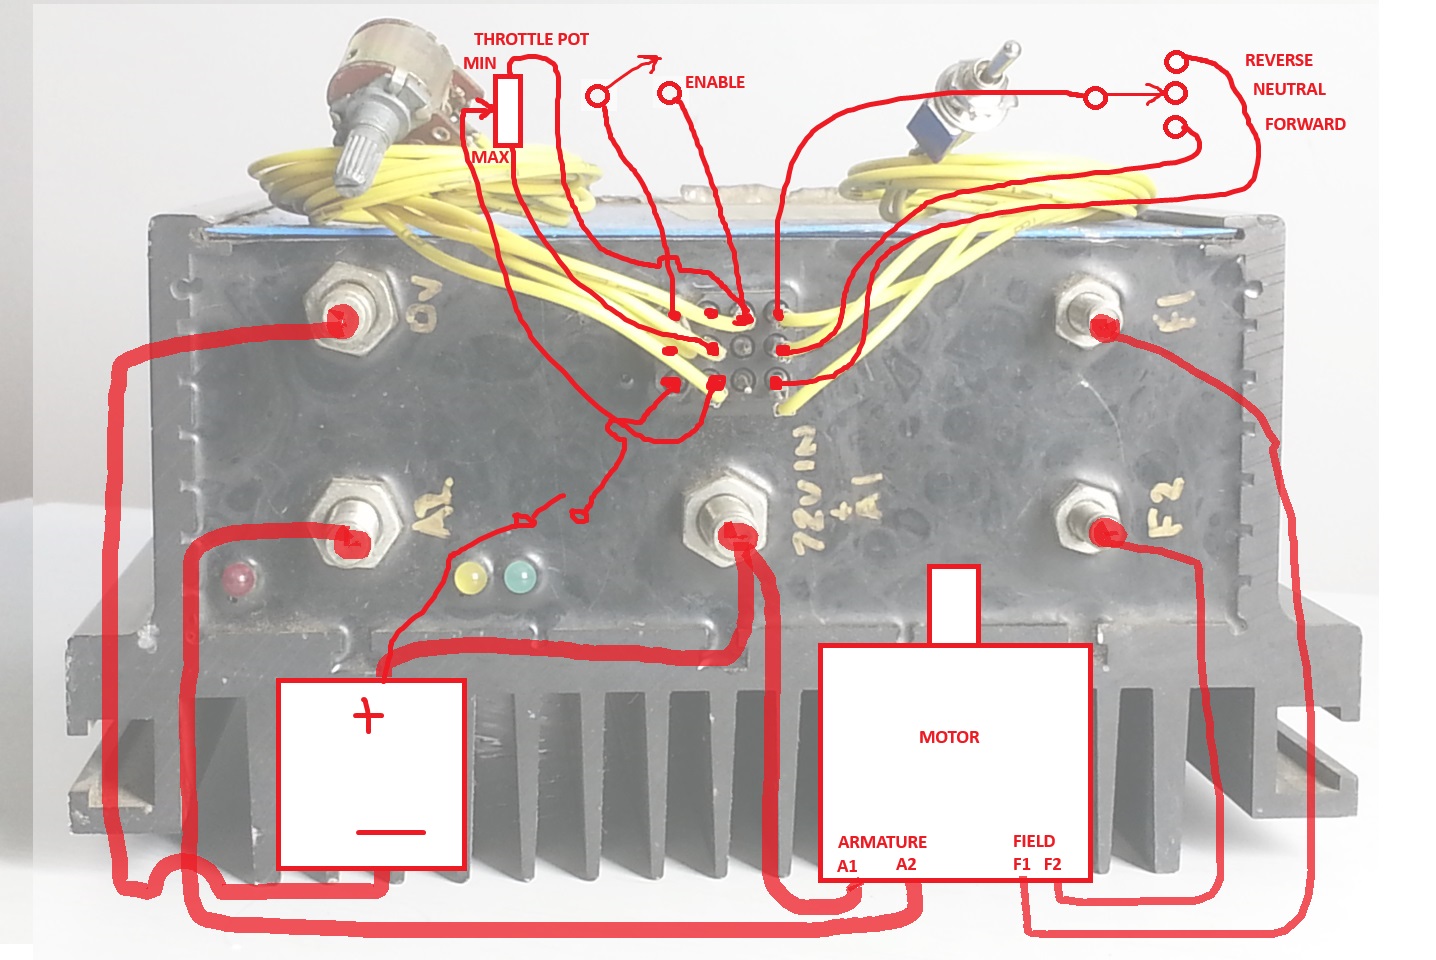 THROTTLE POT
MIN
MAX
ENABLE
REVERSE
NEUTRAL
FORWARD
0V
F1
A2.
72V IN
+
A1
F2
+
—
MOTOR
ARMATURE
A1 A2
FIELD
F1 F2